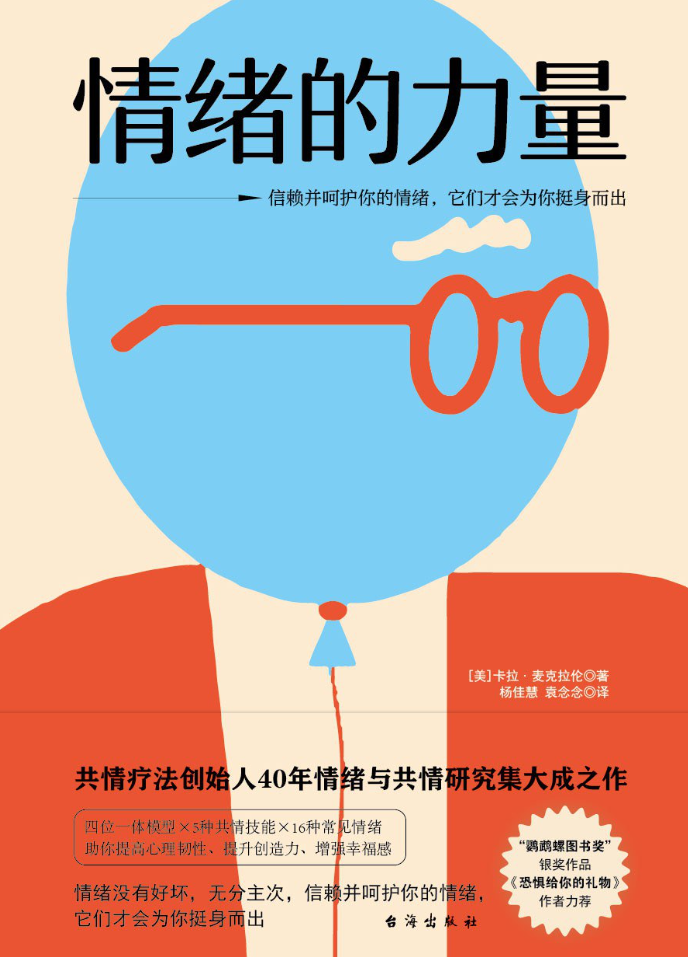 情绪的力量
信赖并呵护你的情绪，它们才会为你挺身而出
[美]卡拉·麦克拉伦◎著
杨佳慧 袁念念◎译
共情疗法创始人40年情绪与共情研究集大成之作
四位一体模型×5种共情技能×16种常见情绪
助你提高心理韧性、提升创造力、增强幸福感
“鹦鹉螺图书奖”
银奖作品
《恐惧给你的礼物》
作者力荐
情绪没有好坏，无分主次，信赖并呵护你的情绪，
它们才会为你挺身而出
台海出版社